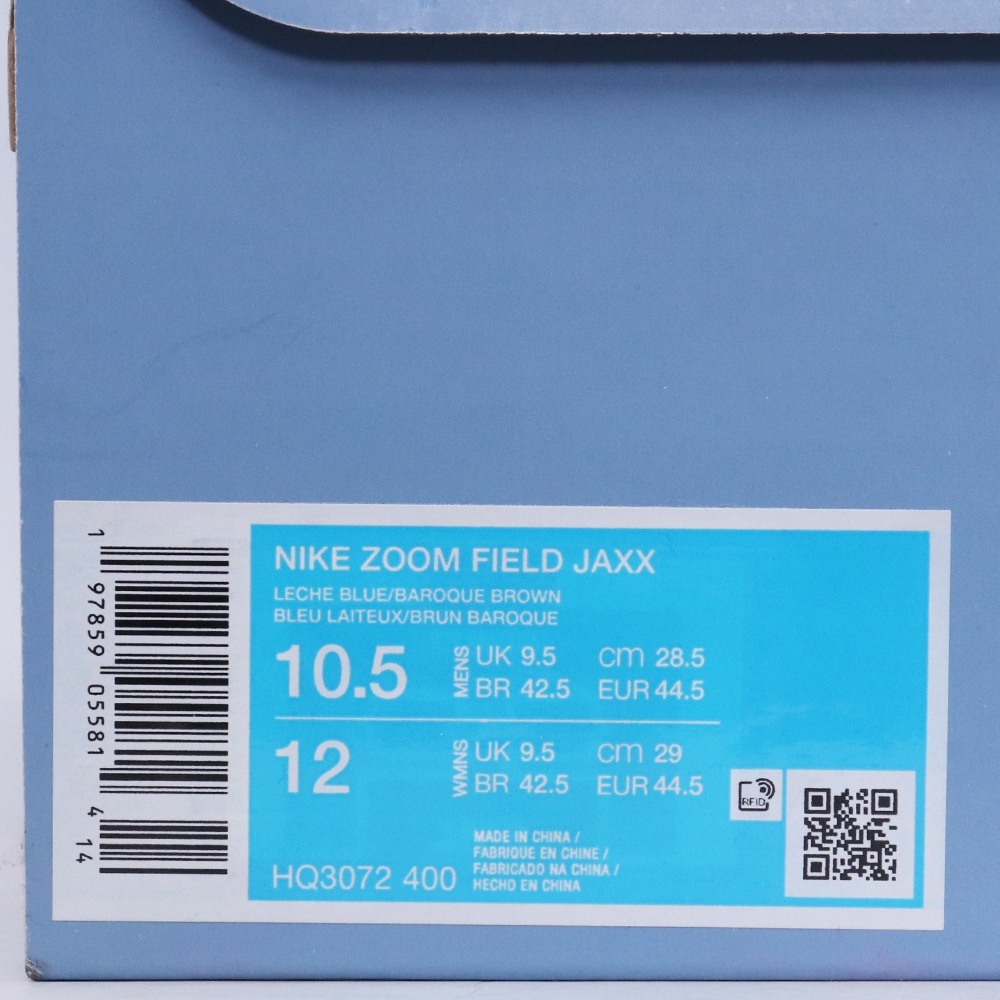 1 97859 05581 4 14
NIKE ZOOM FIELD JAXX
LECHE BLUE/BAROQUE BROWN
BLEU LAITEUX/BRUN BAROQUE
10.5 MENS UK 9.5 cm 28.5
BR 42.5 EUR 44.5
12 WMNS UK 9.5 cm 29
BR 42.5 EUR 44.5
RFID
MADE IN CHINA /
FABRIQUE EN CHINE /
FABRICADO NA CHINA /
HECHO EN CHINA
HQ3072 400